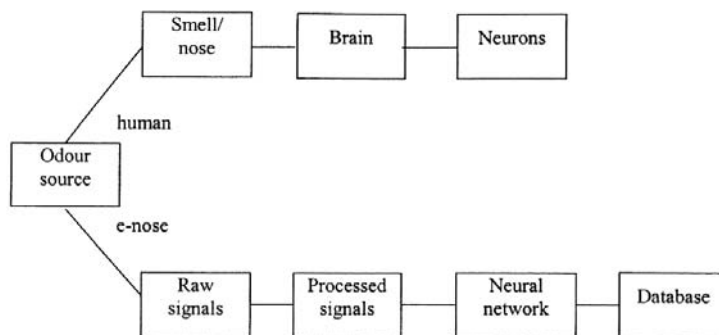 Smell/
nose
Brain
Neurons
human
Odour
source
e-nose
Raw
signals
Processed
signals
Neural
network
Database